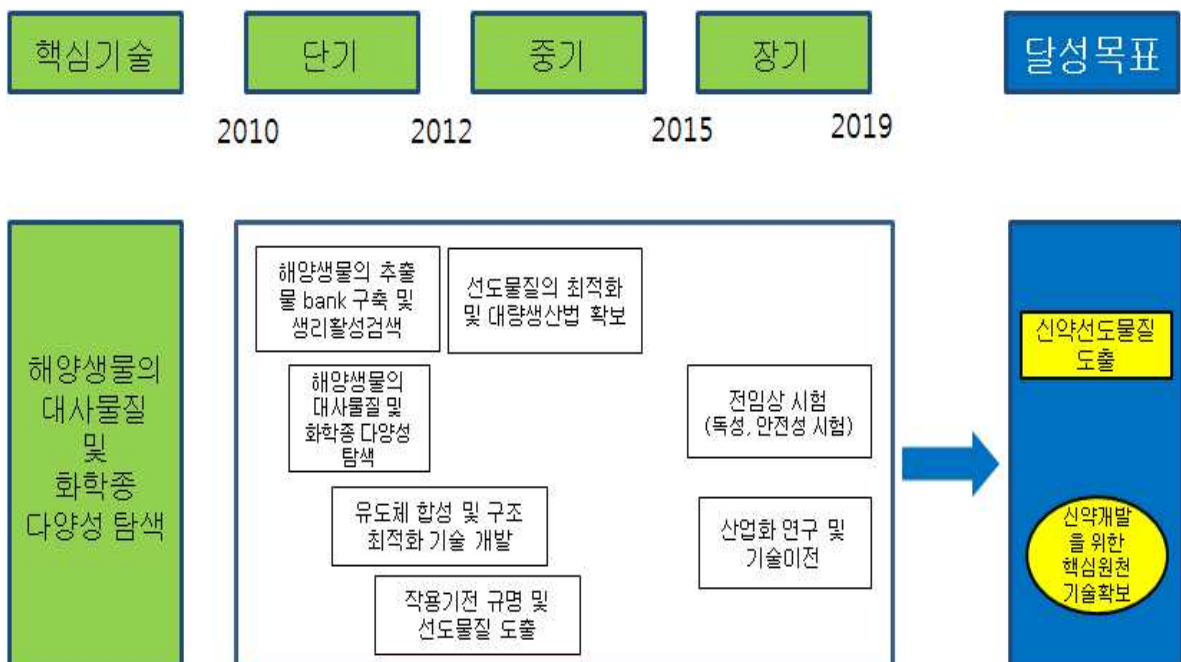 핵심기술
단기
중기
장기
달성목표
2010
2012
2015
2019
해양생물의
대사물질
및
화학종
다양성 탐색
해양생물의 추출
물 bank 구축 및
생리활성검색
선도물질의 최적화
및 대량생산법 확보
해양생물의
대사물질 및
화학종 다양성
탐색
전임상 시험
(독성, 안전성 시험)
유도체 합성 및 구조
최적화 기술 개발
산업화 연구 및
기술이전
작용기전 규명 및
선도물질 도출
신약선도물질
도출
신약개발
을 위한
핵심원천
기술확보